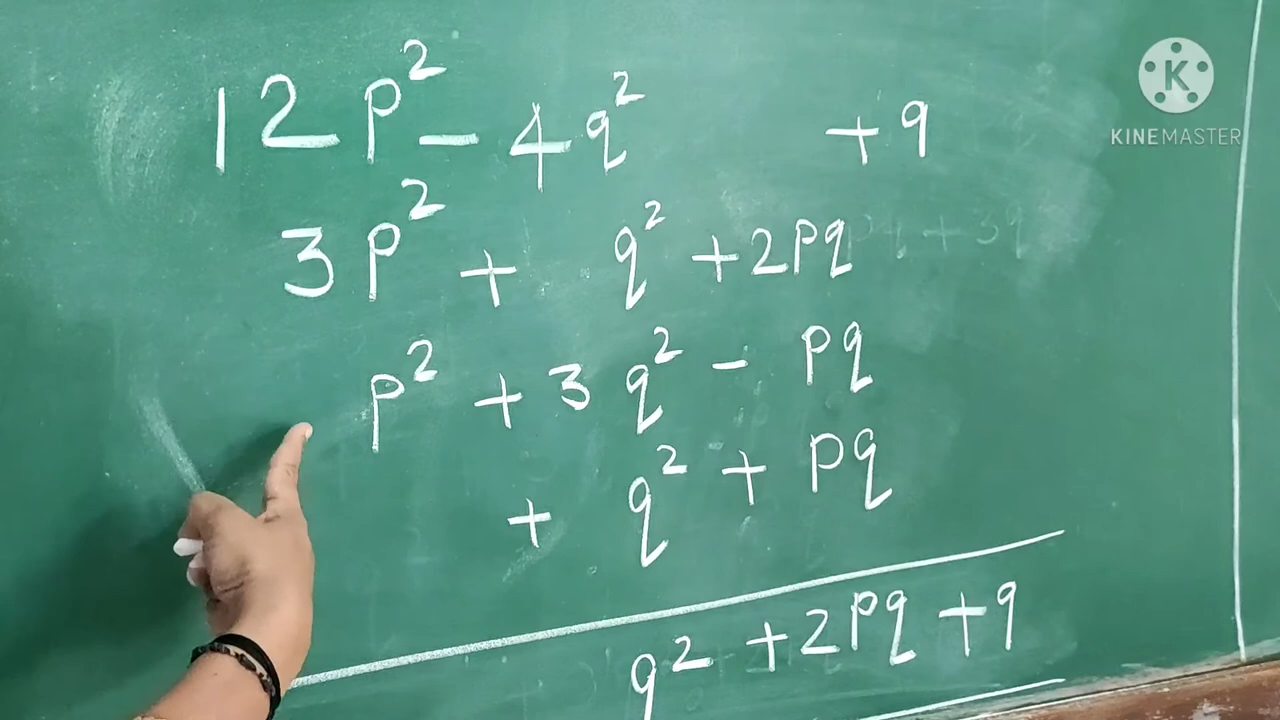 12p² - 4q² + 9
3p² + q² + 2pq
p² + 3q² - pq
+ q² + pq
q² + 2pq + 9
K
KINEMASTER